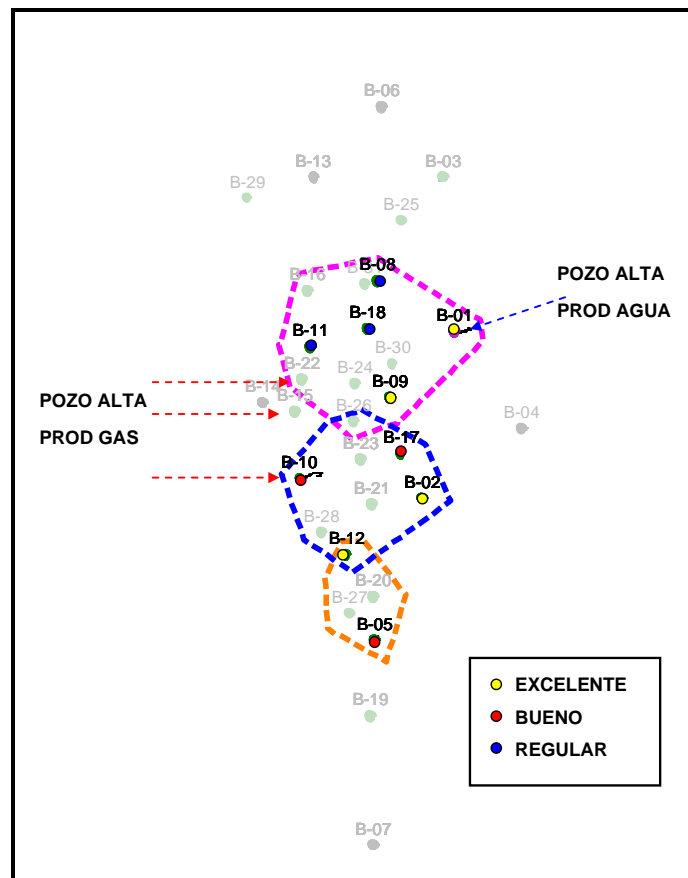 B-06
B-13
B-03
B-29
B-25
B-08
B-16
POZO ALTA
PROD AGUA
B-18
B-01
B-11
B-30
B-22
B-24
B-14
B-15
B-09
POZO ALTA
PROD GAS
B-26
B-04
B-17
B-23
B-10
B-02
B-21
B-28
B-12
B-20
B-27
B-05
EXCELENTE
BUENO
REGULAR
B-19
B-07